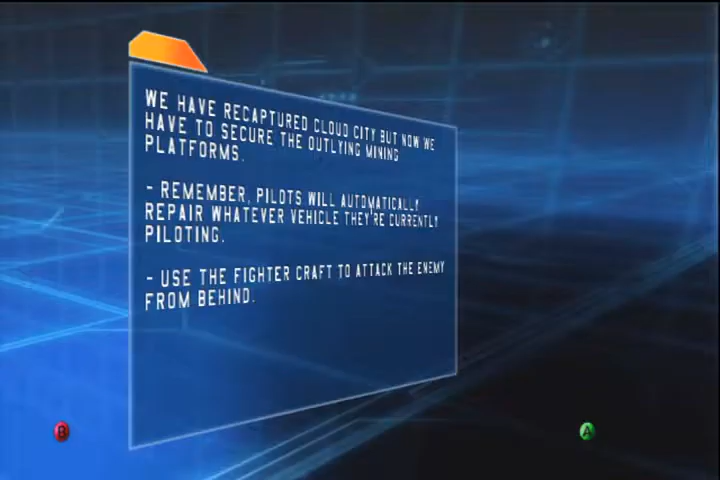 WE HAVE RECAPTURED CLOUD CITY BUT NOW WE
HAVE TO SECURE THE OUTLYING MINING
PLATFORMS.
- REMEMBER, PILOTS WILL AUTOMATICALLY
REPAIR WHATEVER VEHICLE THEY'RE CURRENTLY
PILOTING.
- USE THE FIGHTER CRAFT TO ATTACK THE ENEMY
FROM BEHIND.
B
A